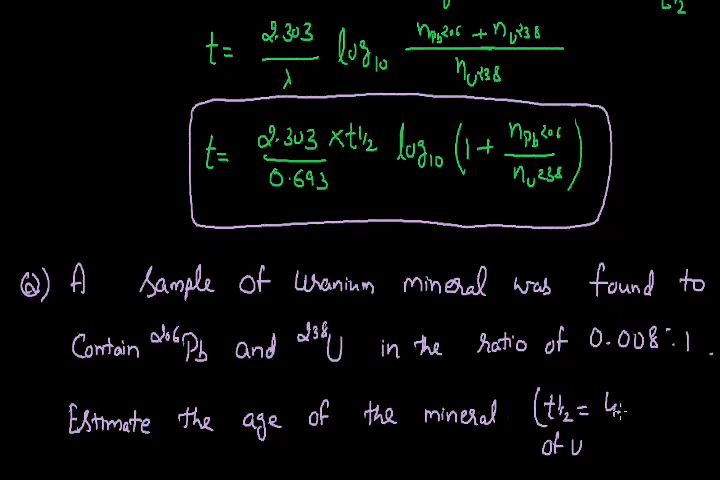 t= 2.303/λ log₁₀ (nPb²⁰⁶ + nU²³⁸)/nU²³⁸
t= 2.303/0.693 × t½ log₁₀ (1 + nPb²⁰⁶/nU²³⁸)
Q) A Sample of Uranium mineral was found to
Contain ²⁰⁶Pb and ²³⁸U in the ratio of 0.008:1.
Estimate the age of the mineral (t½ = 4
of U